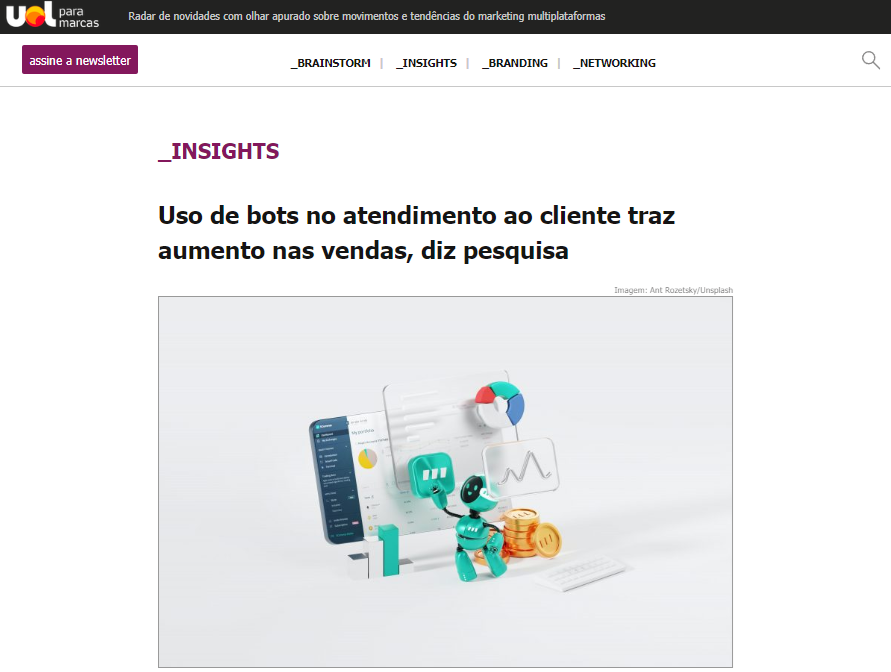 uol para marcas
Radar de novidades com olhar apurado sobre movimentos e tendências do marketing multiplataformas
assine a newsletter
_BRAINSTORM | _INSIGHTS | _BRANDING | _NETWORKING
_INSIGHTS
Uso de bots no atendimento ao cliente traz
aumento nas vendas, diz pesquisa
Imagem: Ant Rozetsky/Unsplash